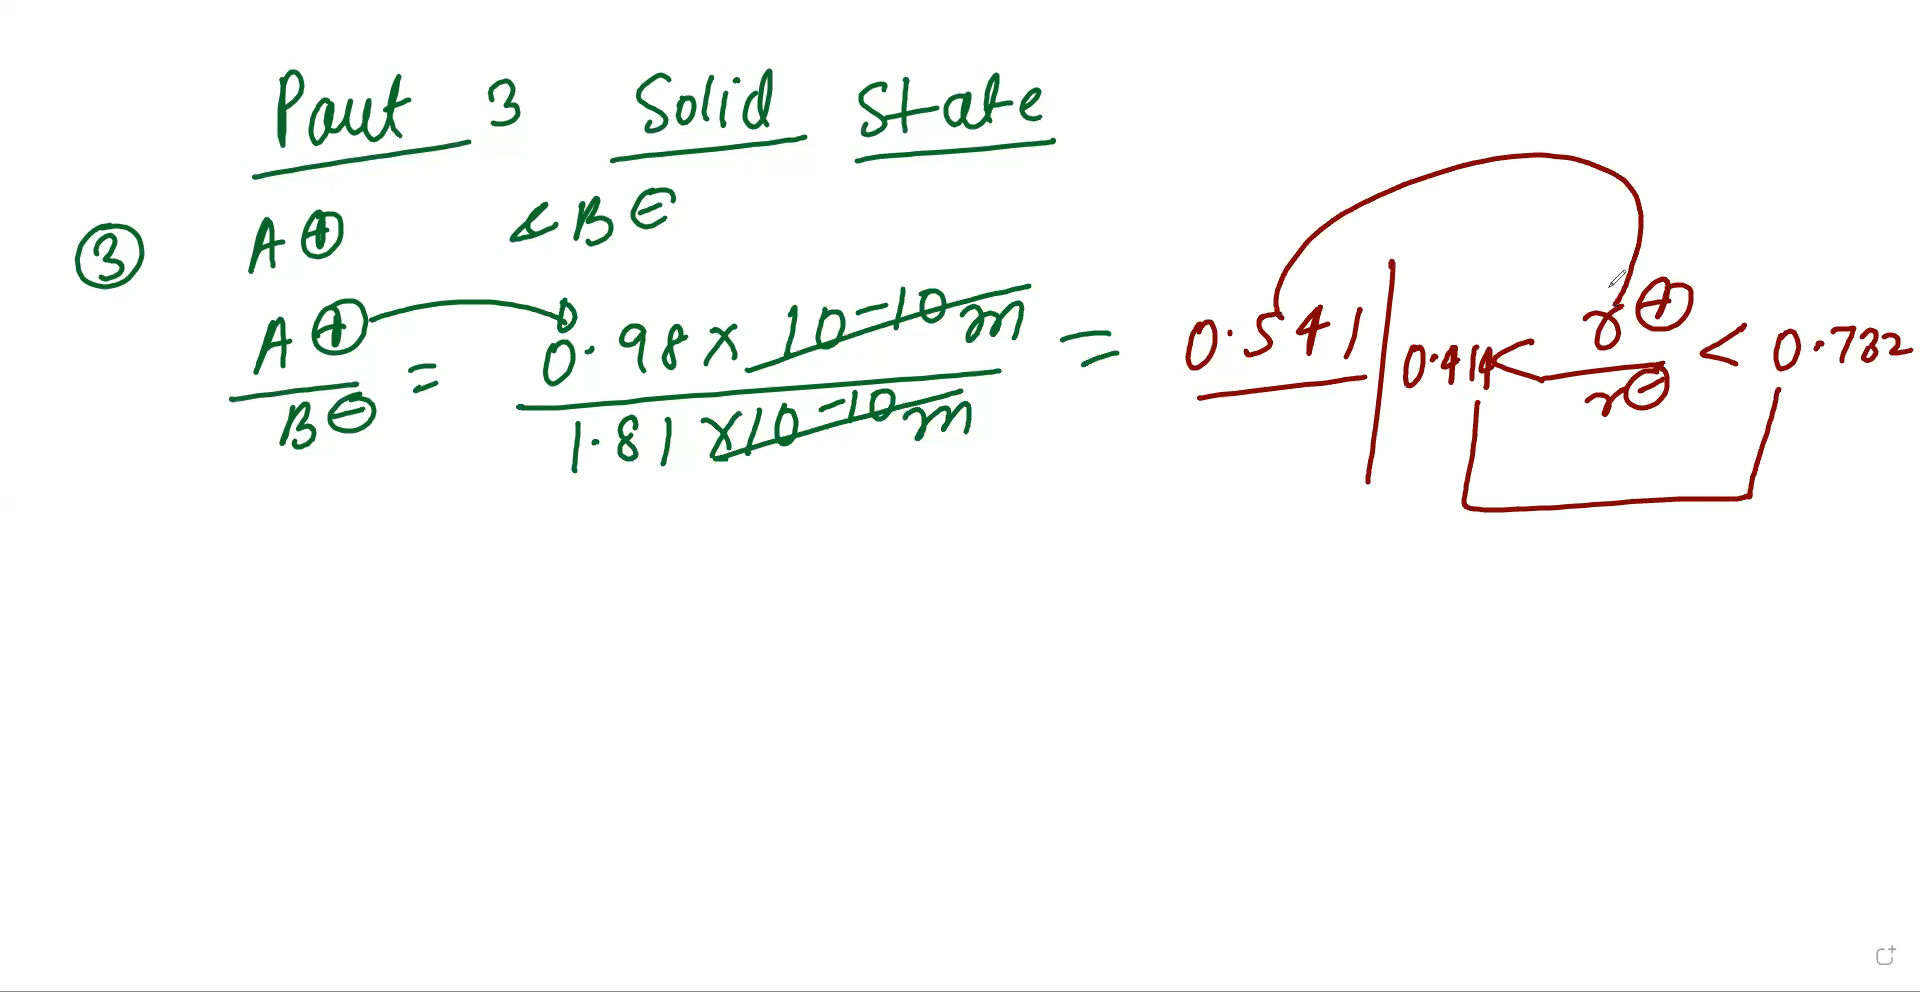 Part 3 Solid State
③ A⊕ < B⊖
A⊕/B⊖ = 0.98 × 10⁻¹⁰ m / 1.81 × 10⁻¹⁰ m = 0.541 | 0.414 < r⊕/r⊖ < 0.732